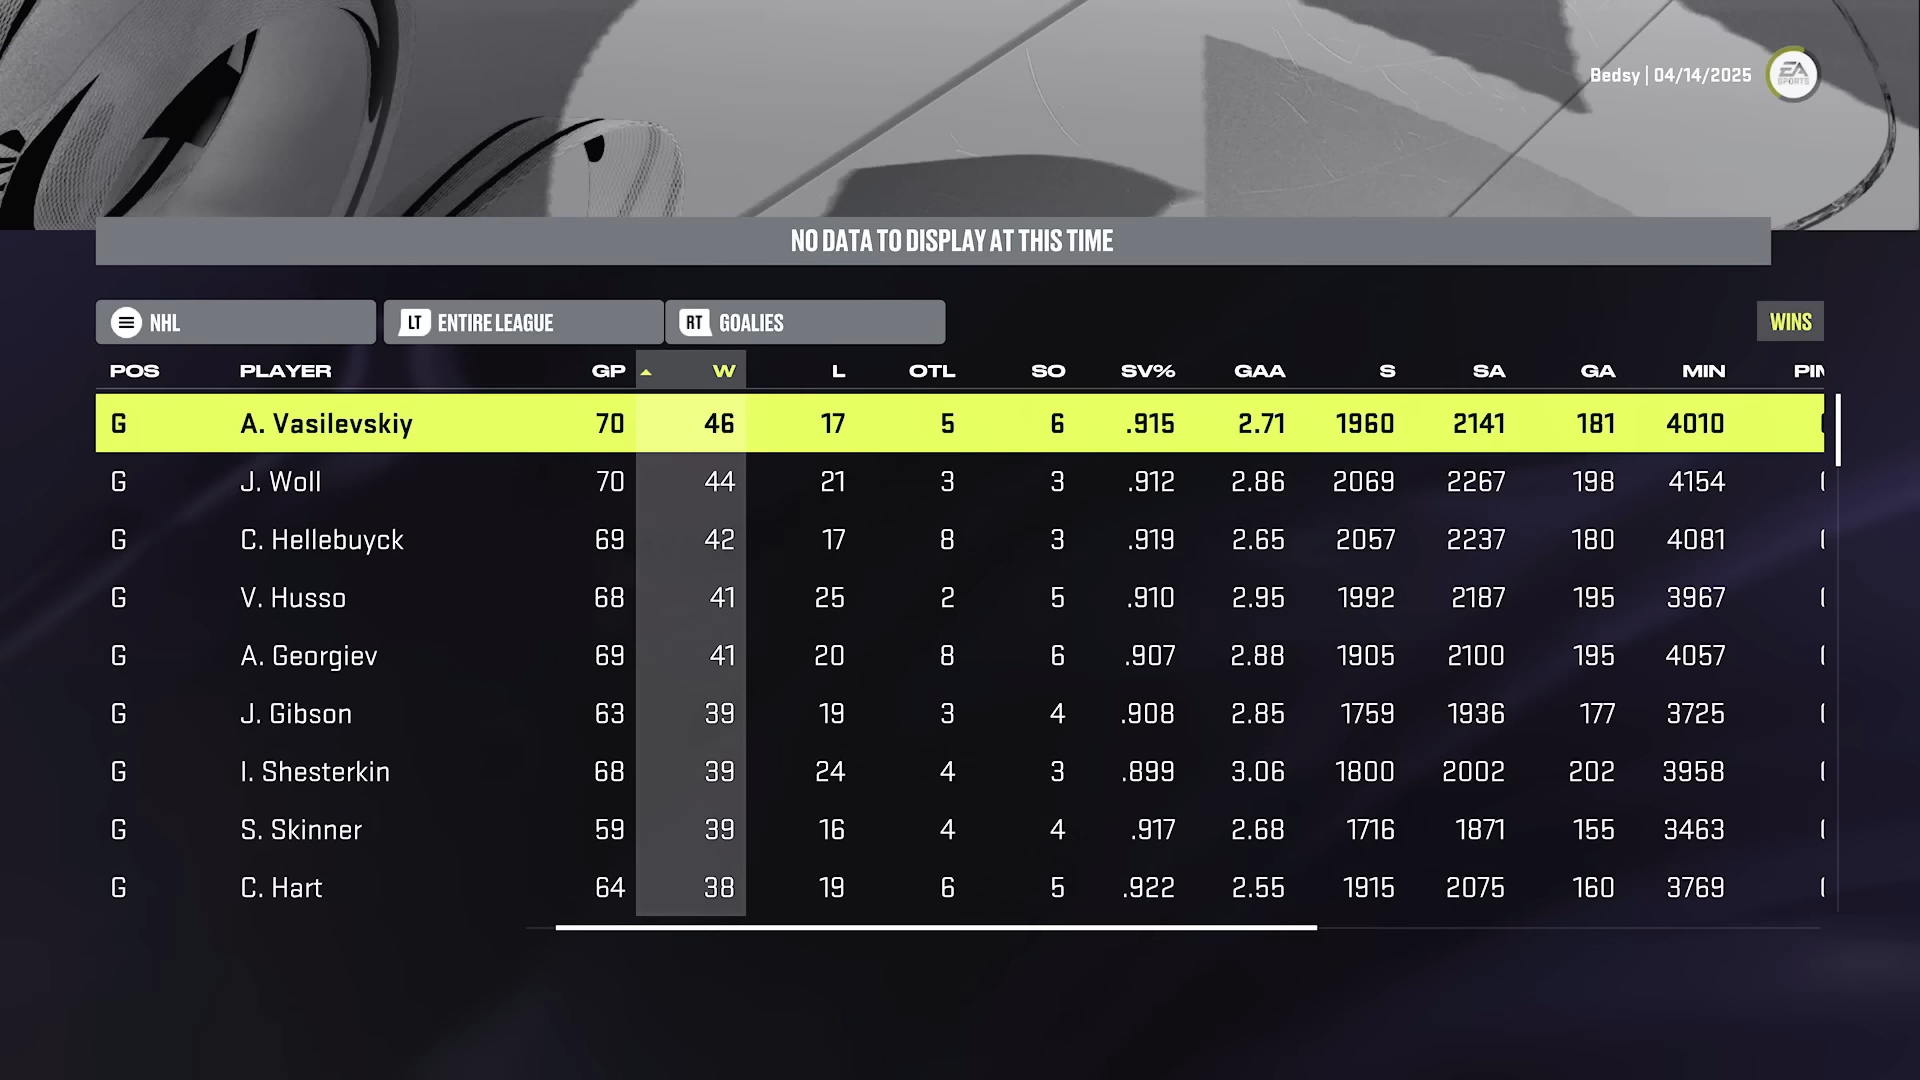 Bedsy | 04/14/2025
EA SPORTS
NO DATA TO DISPLAY AT THIS TIME
NHL LT ENTIRE LEAGUE RT GOALIES WINS
POS PLAYER GP W L OTL SO SV% GAA S SA GA MIN
G A. Vasilevskiy 70 46 17 5 6 .915 2.71 1960 2141 181 4010
G J. Woll 70 44 21 3 3 .912 2.86 2069 2267 198 4154
G C. Hellebuyck 69 42 17 8 3 .919 2.65 2057 2237 180 4081
G V. Husso 68 41 25 2 5 .910 2.95 1992 2187 195 3967
G A. Georgiev 69 41 20 8 6 .907 2.88 1905 2100 195 4057
G J. Gibson 63 39 19 3 4 .908 2.85 1759 1936 177 3725
G I. Shesterkin 68 39 24 4 3 .899 3.06 1800 2002 202 3958
G S. Skinner 59 39 16 4 4 .917 2.68 1716 1871 155 3463
G C. Hart 64 38 19 6 5 .922 2.55 1915 2075 160 3769